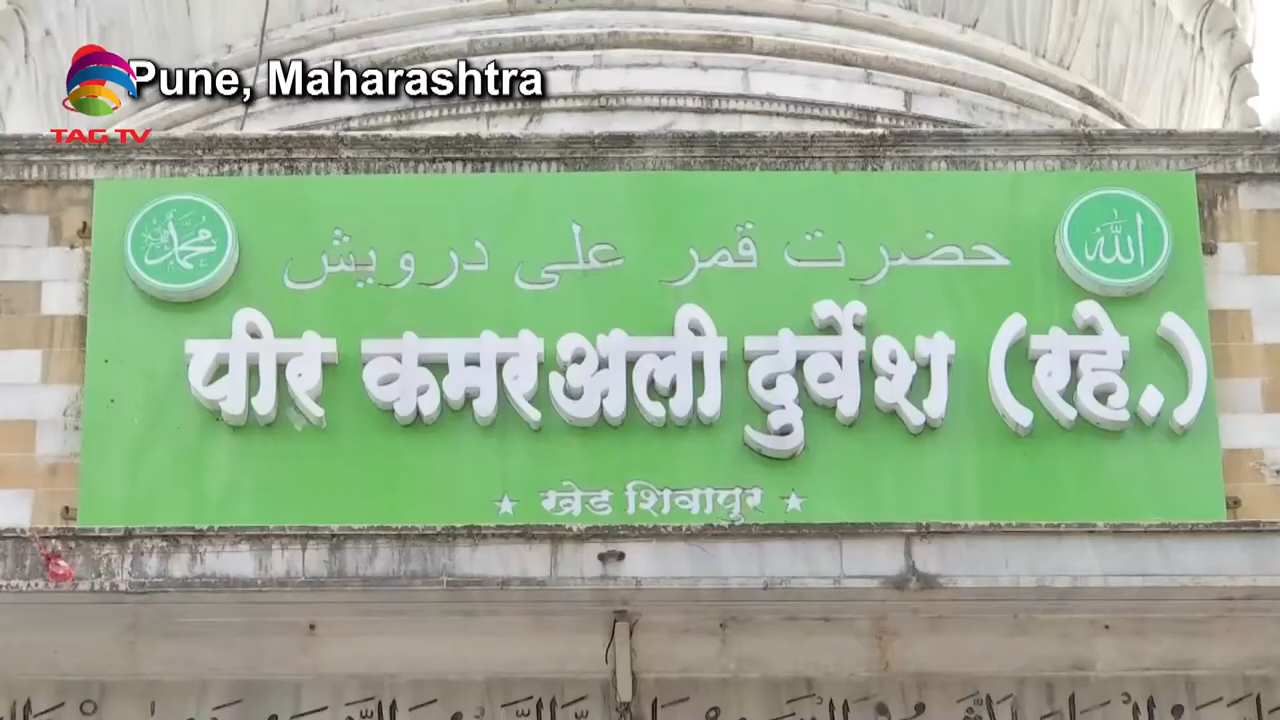 Pune, Maharashtra
TAG TV
محمد
الله
حضرت قمر علی درویش
पीर कमरअली दुर्वेश (रहे.)
★ खेड शिवापुर ★